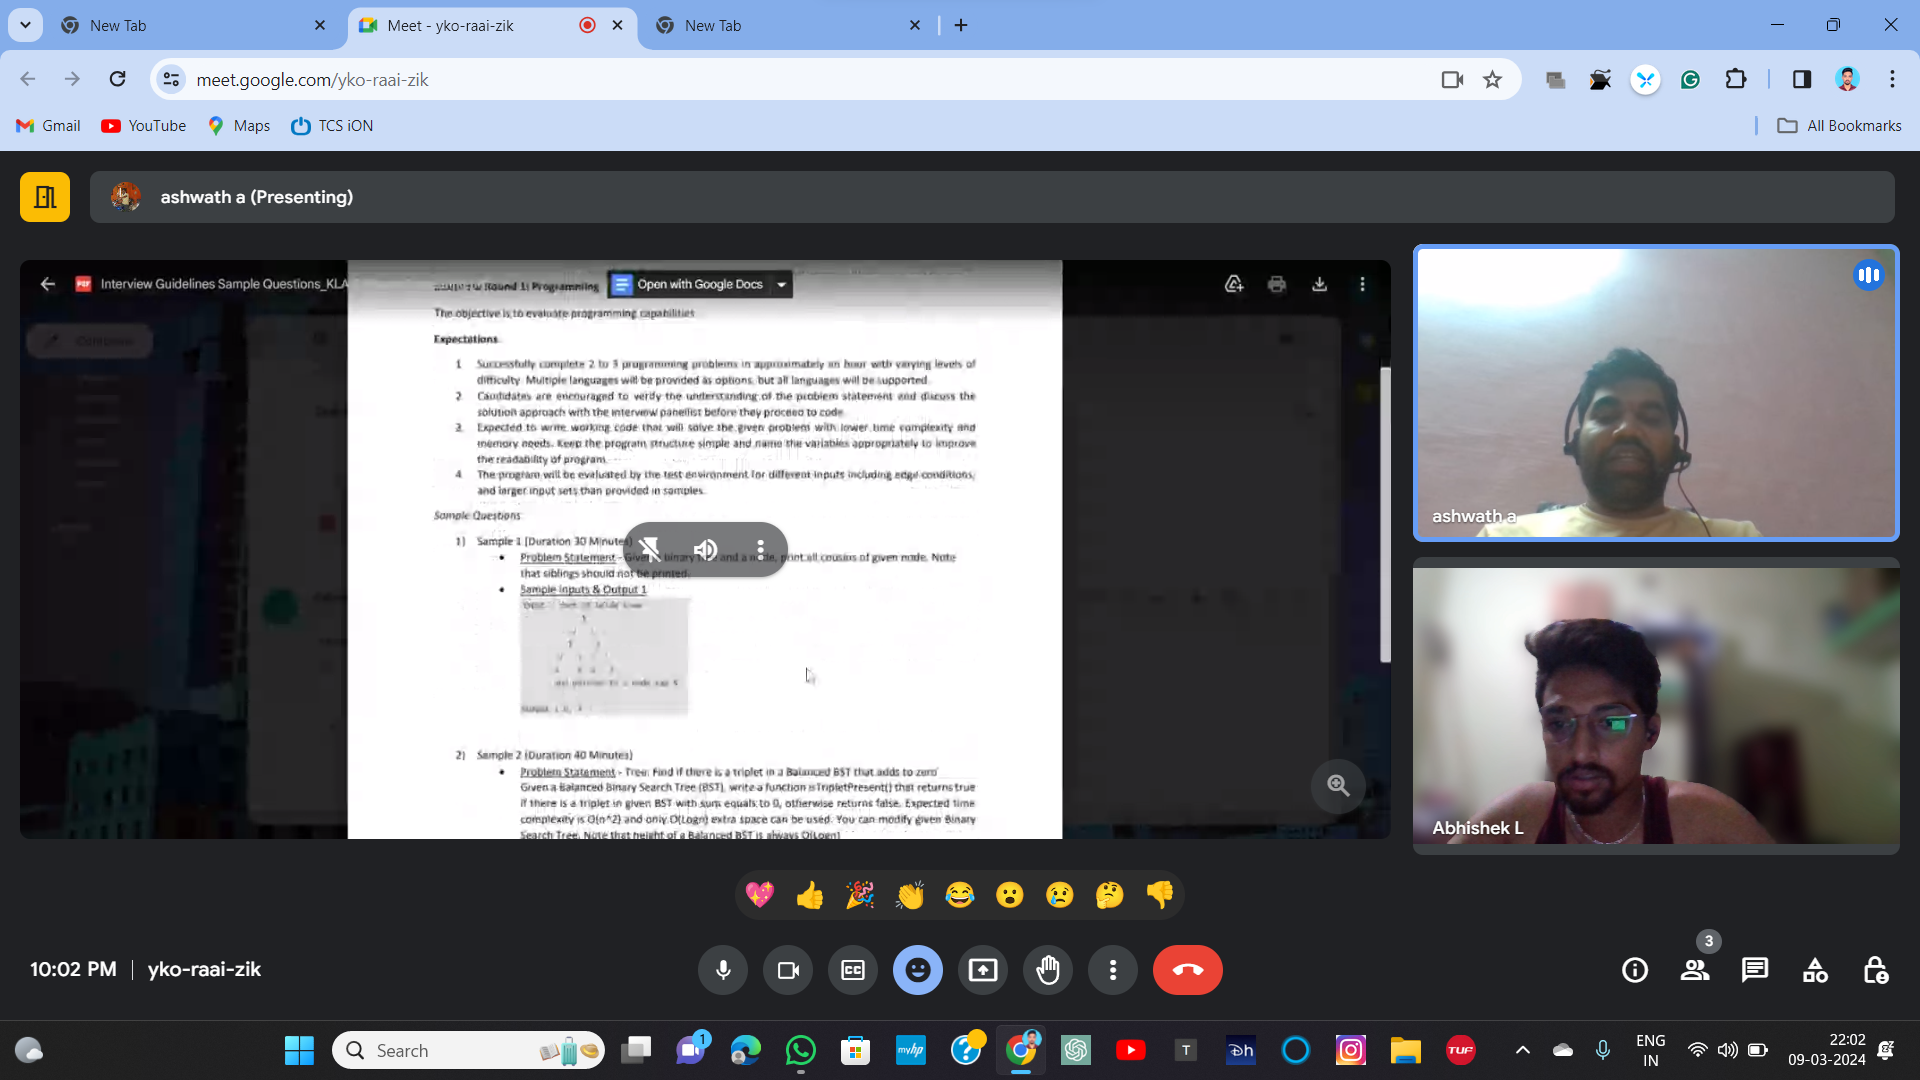 New Tab
Meet - yko-raai-zik
New Tab
meet.google.com/yko-raai-zik
Gmail
YouTube
Maps
TCS iON
All Bookmarks
ashwath a (Presenting)
Interview Guidelines Sample Questions_KLA
Open with Google Docs
Round 1: Programming
The objective is to evaluate programming capabilities
Expectations
1 Successfully complete 2 to 3 programming problems in approximately an hour with varying levels of
difficulty. Multiple languages will be provided as options, but all languages will be supported.
2 Candidates are encouraged to verify the understanding of the problem statement and discuss the
solution approach with the interview panellist before they proceed to code.
3. Expected to write working code that will solve the given problem with lower time complexity and
memory needs. Keep the program structure simple and name the variables appropriately to improve
the readability of program.
4 The program will be evaluated by the test environment for different inputs including edge conditions,
and larger input sets than provided in samples.
Sample Questions
1) Sample 1 (Duration 30 Minutes)
• Problem Statement - Given binary tree and a node, print all cousins of given node. Note
that siblings should not be printed.
• Sample Inputs & Output 1
2) Sample 2 (Duration 40 Minutes)
• Problem Statement - Tree: Find if there is a triplet in a Balanced BST that adds to zero
Given a Balanced Binary Search Tree (BST), write a function isTripletPresent() that returns true
if there is a triplet in given BST with sum equals to 0, otherwise returns false. Expected time
complexity is O(n^2) and only O(Logn) extra space can be used. You can modify given Binary
Search Tree. Note that height of a Balanced BST is always O(Logn)
ashwath a
Abhishek L
10:02 PM
yko-raai-zik
3
Search
1
myhp
T
Dh
TUF
ENG
IN
22:02
09-03-2024